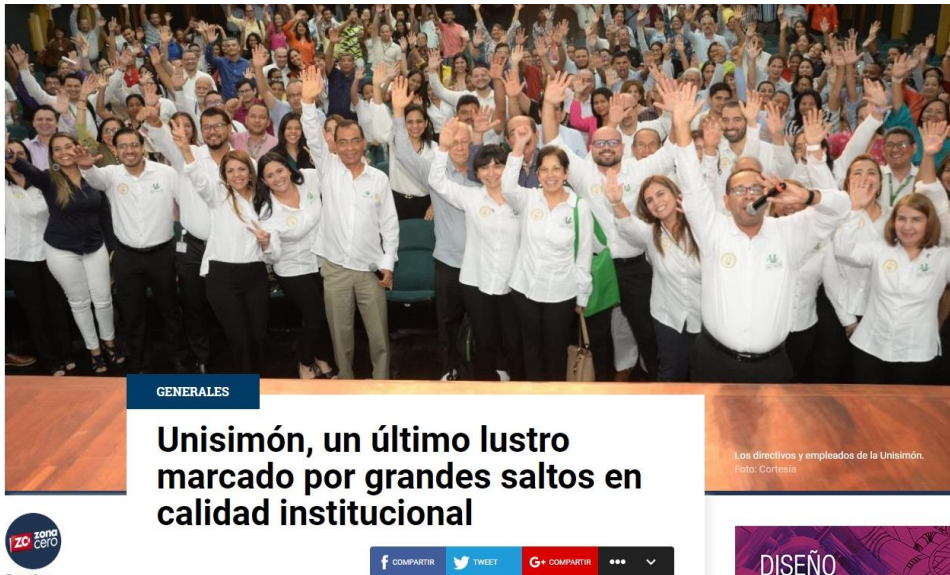 GENERALES
Unisimón, un último lustro
marcado por grandes saltos en
calidad institucional
Los directivos y empleados de la Unisimón.
Foto: Cortesía
ZC zona
cero
COMPARTIR
TWEET
G+ COMPARTIR
DISEÑO